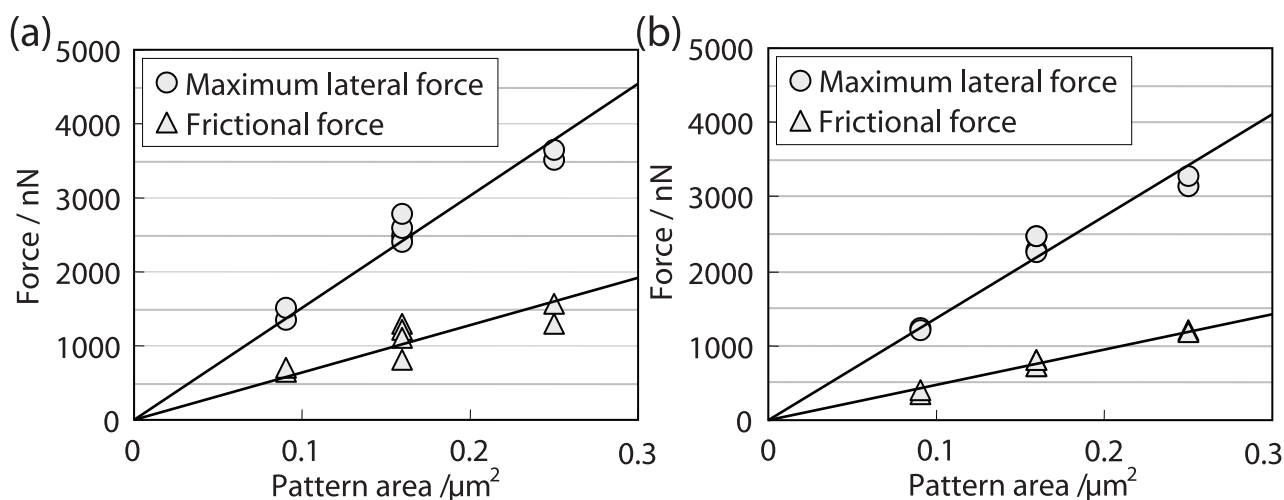 (a)
5000
4000
3000
2000
1000
0
Force / nN
Maximum lateral force
Frictional force
0
0.1
0.2
0.3
Pattern area /μm²
(b)
5000
4000
3000
2000
1000
0
Force / nN
Maximum lateral force
Frictional force
0
0.1
0.2
0.3
Pattern area /μm²